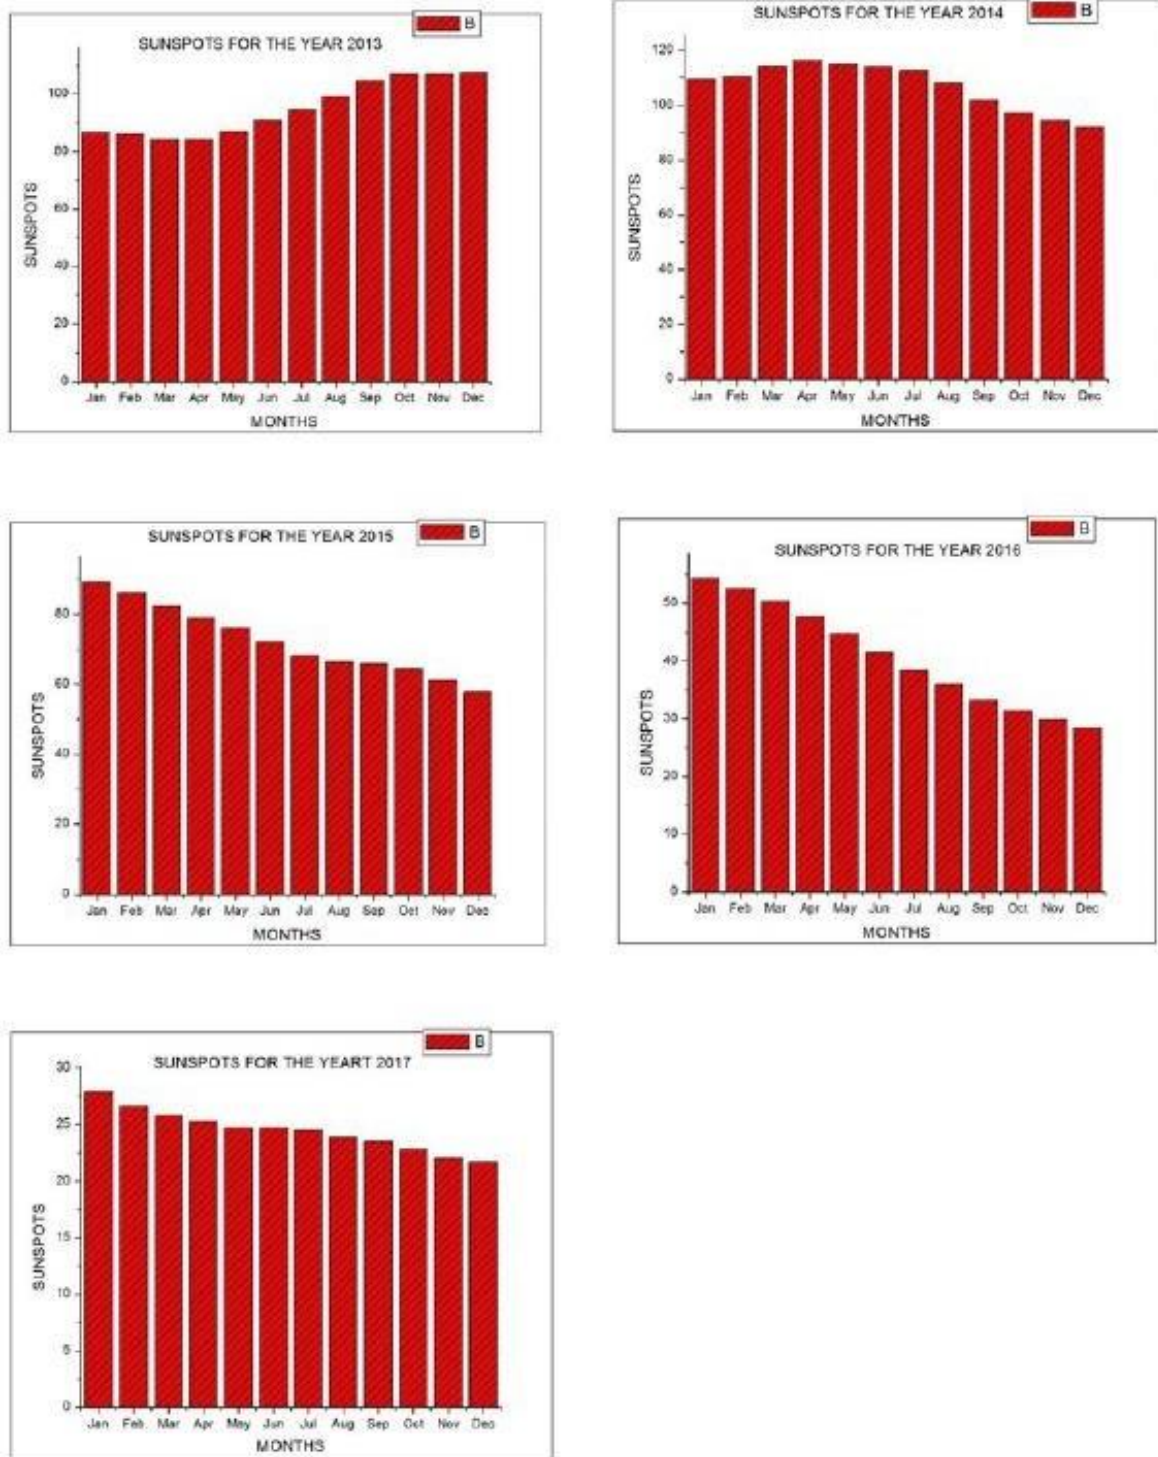 B
SUNSPOTS FOR THE YEAR 2013
100
80
60
40
20
0
SUNSPOTS
Jan Feb Mar Apr May Jun Jul Aug Sep Oct Nov Dec
MONTHS
B
SUNSPOTS FOR THE YEAR 2014
120
100
80
60
40
20
0
SUNSPOTS
Jan Feb Mar Apr May Jun Jul Aug Sep Oct Nov Dec
MONTHS
B
SUNSPOTS FOR THE YEAR 2015
80
60
40
20
0
SUNSPOTS
Jan Feb Mar Apr May Jun Jul Aug Sep Oct Nov Dec
MONTHS
B
SUNSPOTS FOR THE YEAR 2016
50
40
30
20
10
0
SUNSPOTS
Jan Feb Mar Apr May Jun Jul Aug Sep Oct Nov Dec
MONTHS
B
SUNSPOTS FOR THE YEART 2017
30
25
20
15
10
5
0
SUNSPOTS
Jan Feb Mar Apr May Jun Jul Aug Sep Oct Nov Dec
MONTHS